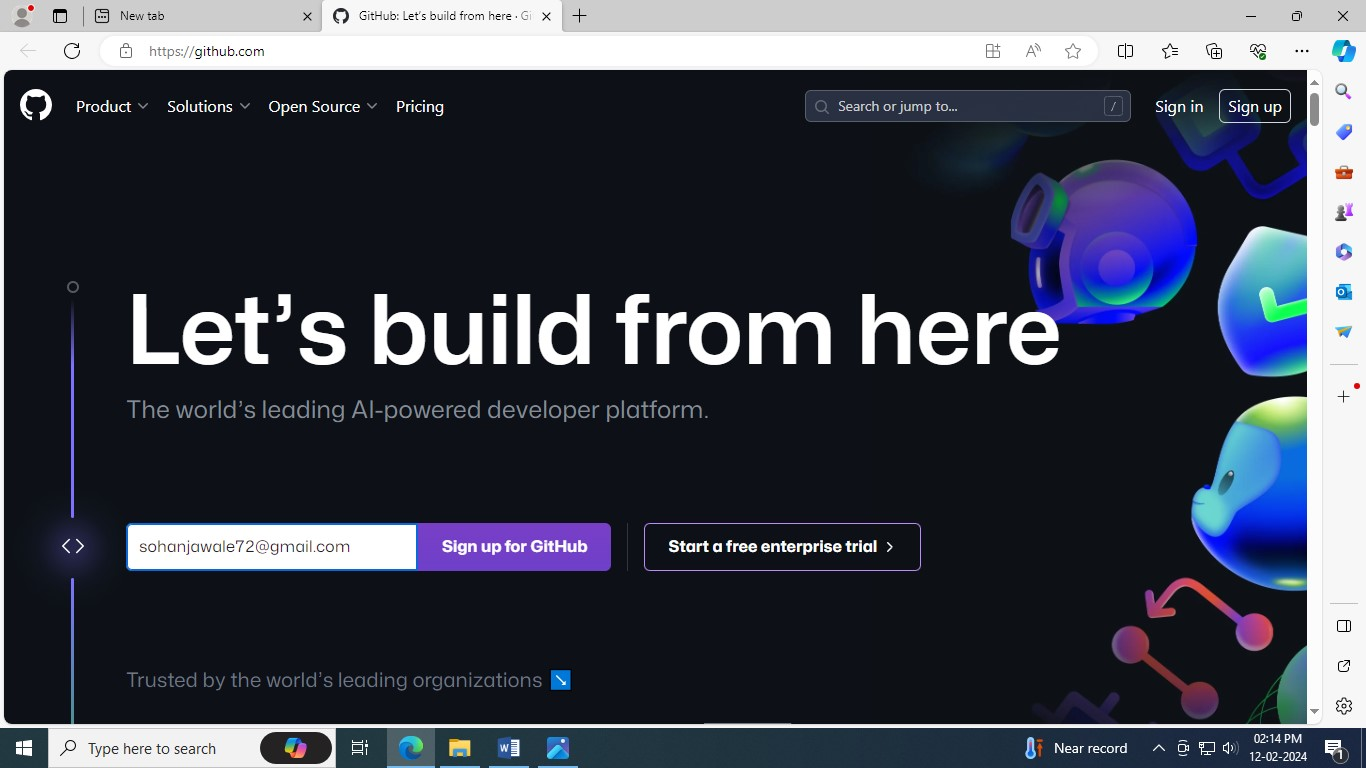 New tab
GitHub: Let's build from here · Gi
https://github.com
Product
Solutions
Open Source
Pricing
Search or jump to...
/
Sign in
Sign up
Let’s build from here
The world’s leading AI-powered developer platform.
sohanjawale72@gmail.com
Sign up for GitHub
Start a free enterprise trial
Trusted by the world’s leading organizations ↘
Type here to search
Near record
02:14 PM
12-02-2024
1